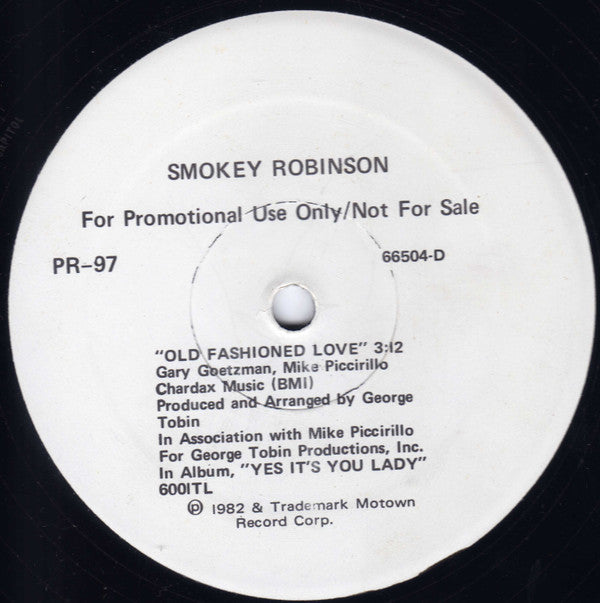 SMOKEY ROBINSON
For Promotional Use Only/Not For Sale
PR-97
66504-D
"OLD FASHIONED LOVE" 3:12
Gary Goetzman, Mike Piccirillo
Chardax Music (BMI)
Produced and Arranged by George
Tobin
In Association with Mike Piccirillo
For George Tobin Productions, Inc.
In Album, "YES IT'S YOU LADY"
6001TL
℗ 1982 & Trademark Motown
Record Corp.
CAPITOL